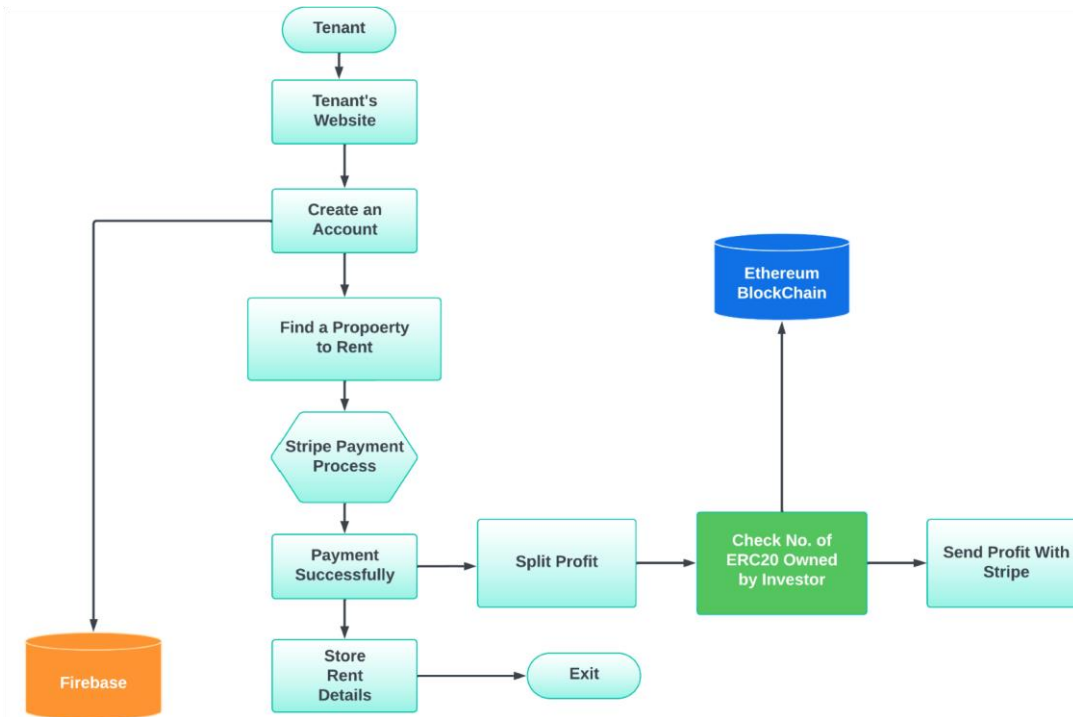 Tenant
Tenant's
Website
Create an
Account
Ethereum
BlockChain
Find a Propoerty
to Rent
Stripe Payment
Process
Payment
Successfully
Split Profit
Check No. of
ERC20 Owned
by Investor
Send Profit With
Stripe
Firebase
Store
Rent
Details
Exit